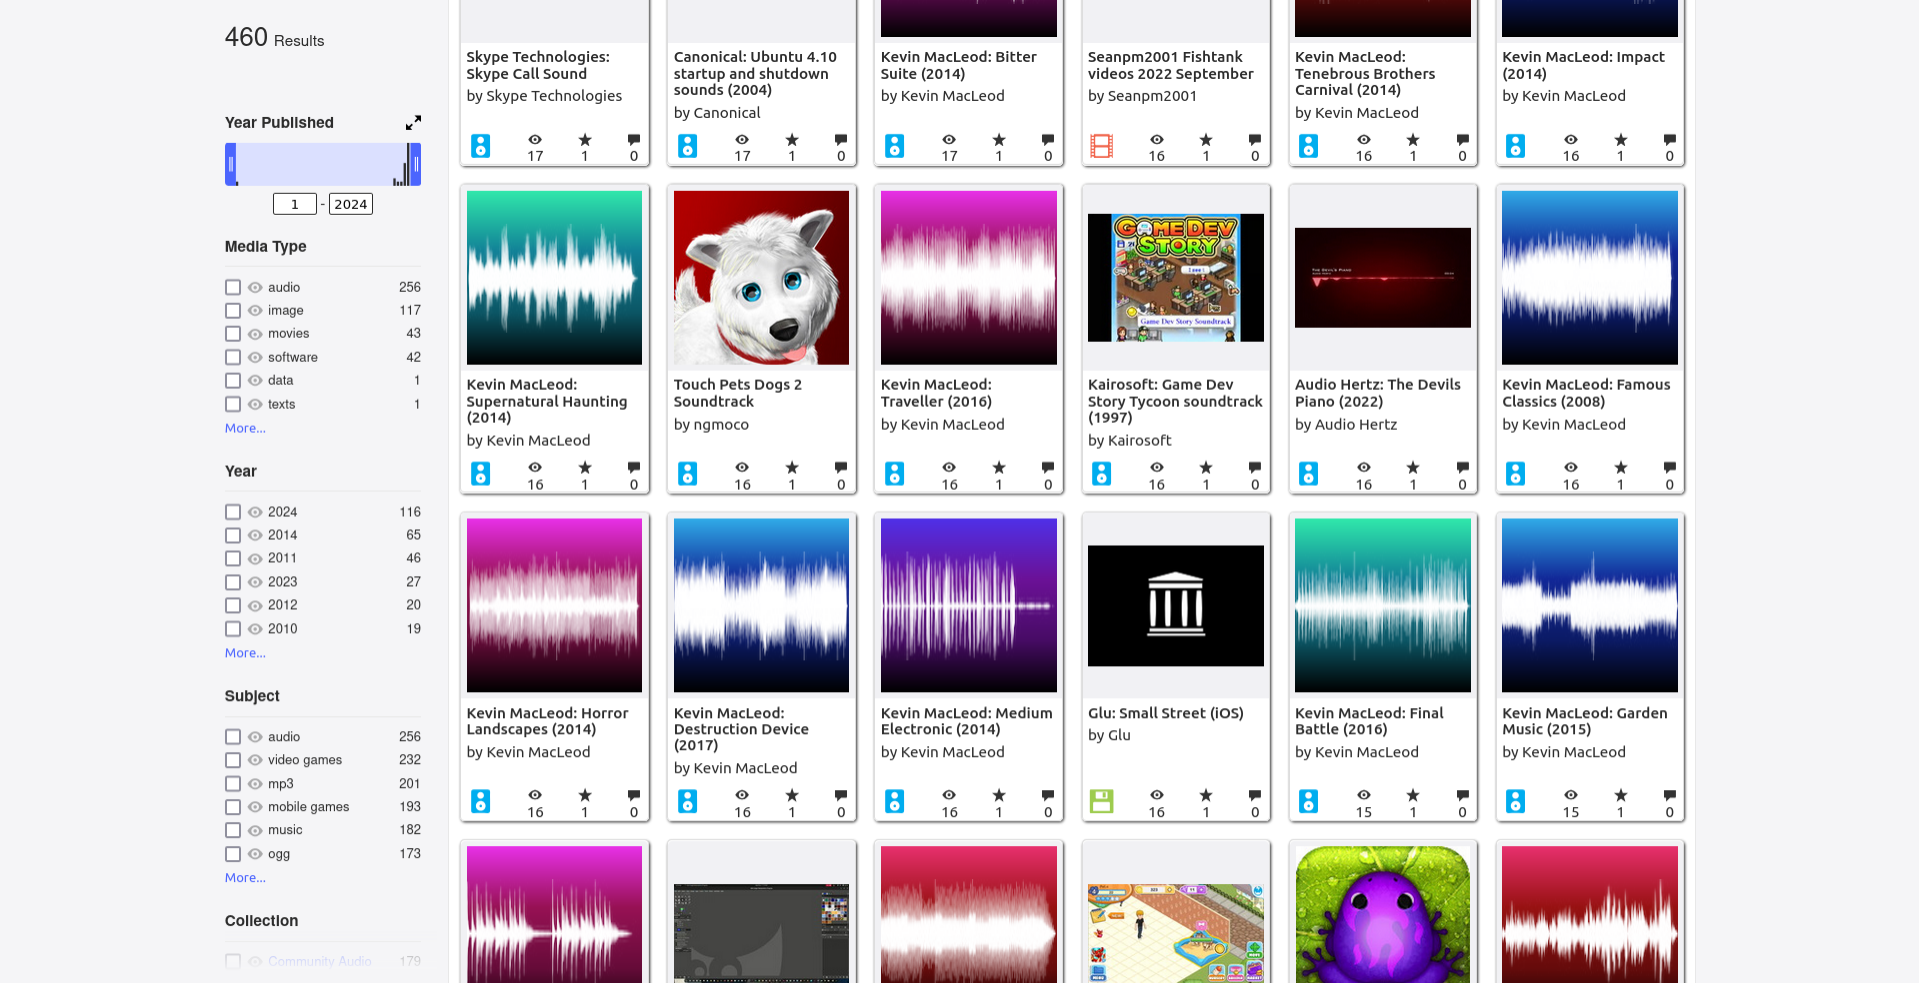 460 Results
Year Published
1 - 2024
Media Type
audio 256
image 117
movies 43
software 42
data 1
texts 1
More...
Year
2024 116
2014 65
2011 46
2023 27
2012 20
2010 19
More...
Subject
audio 256
video games 232
mp3 201
mobile games 193
music 182
ogg 173
More...
Collection
Community Audio 179
Skype Technologies:
Skype Call Sound
by Skype Technologies
17 1 0
Canonical: Ubuntu 4.10
startup and shutdown
sounds (2004)
by Canonical
17 1 0
Kevin MacLeod: Bitter
Suite (2014)
by Kevin MacLeod
17 1 0
Seanpm2001 Fishtank
videos 2022 September
by Seanpm2001
16 1 0
Kevin MacLeod:
Tenebrous Brothers
Carnival (2014)
by Kevin MacLeod
16 1 0
Kevin MacLeod: Impact
(2014)
by Kevin MacLeod
16 1 0
Kevin MacLeod:
Supernatural Haunting
(2014)
by Kevin MacLeod
16 1 0
Touch Pets Dogs 2
Soundtrack
by ngmoco
16 1 0
Kevin MacLeod:
Traveller (2016)
by Kevin MacLeod
16 1 0
GAME DEV
STORY
Game Dev Story Soundtrack
Kairosoft: Game Dev
Story Tycoon soundtrack
(1997)
by Kairosoft
16 1 0
THE DEVIL'S PIANO
Audio Hertz: The Devils
Piano (2022)
by Audio Hertz
16 1 0
Kevin MacLeod: Famous
Classics (2008)
by Kevin MacLeod
16 1 0
Kevin MacLeod: Horror
Landscapes (2014)
by Kevin MacLeod
16 1 0
Kevin MacLeod:
Destruction Device
(2017)
by Kevin MacLeod
16 1 0
Kevin MacLeod: Medium
Electronic (2014)
by Kevin MacLeod
16 1 0
Glu: Small Street (iOS)
by Glu
16 1 0
Kevin MacLeod: Final
Battle (2016)
by Kevin MacLeod
15 1 0
Kevin MacLeod: Garden
Music (2015)
by Kevin MacLeod
15 1 0